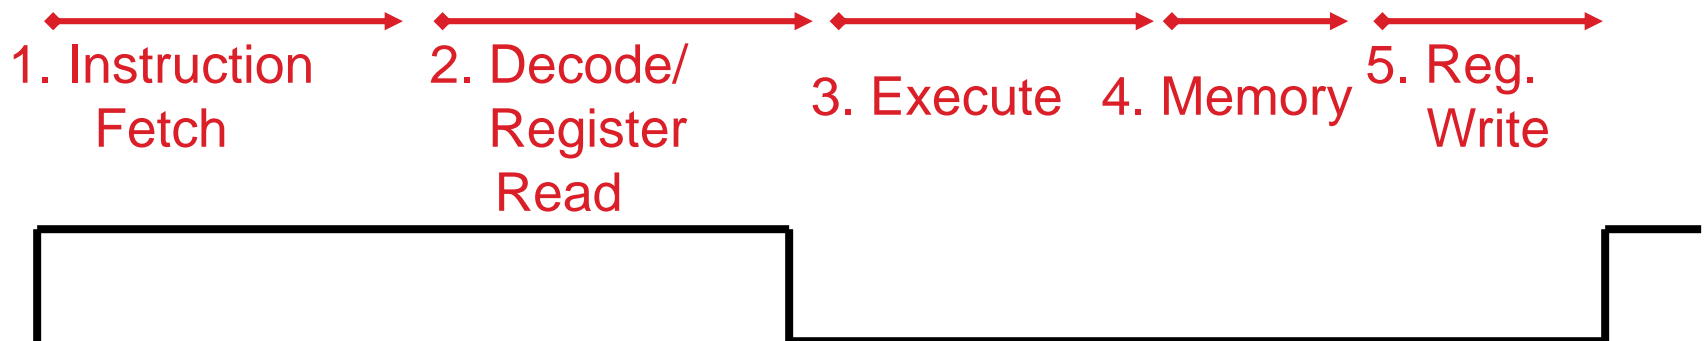 1. Instruction
Fetch
2. Decode/
Register
Read
3. Execute
4. Memory
5. Reg.
Write